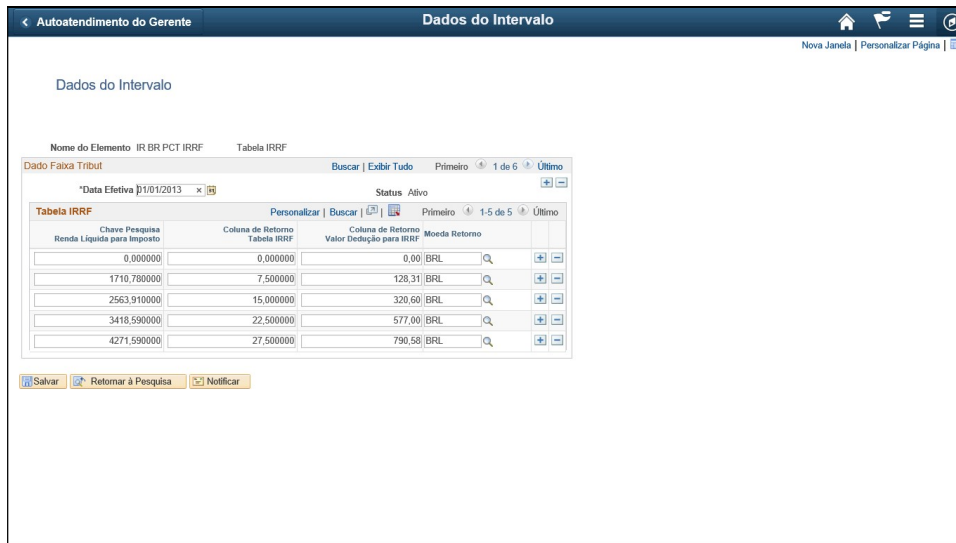 Autoatendimento do Gerente
Dados do Intervalo
Nova Janela | Personalizar Página |
Dados do Intervalo
Nome do Elemento IR BR PCT IRRF Tabela IRRF
Dado Faixa Tribut Buscar | Exibir Tudo Primeiro 1 de 6 Último
*Data Efetiva 01/01/2013 Status Ativo
Tabela IRRF Personalizar | Buscar | | Primeiro 1-5 de 5 Último
Chave Pesquisa Renda Líquida para Imposto Coluna de Retorno Tabela IRRF Coluna de Retorno Valor Dedução para IRRF Moeda Retorno
0,000000 0,000000 0,00 BRL
1710,780000 7,500000 128,31 BRL
2563,910000 15,000000 320,60 BRL
3418,590000 22,500000 577,00 BRL
4271,590000 27,500000 790,58 BRL
Salvar Retornar à Pesquisa Notificar